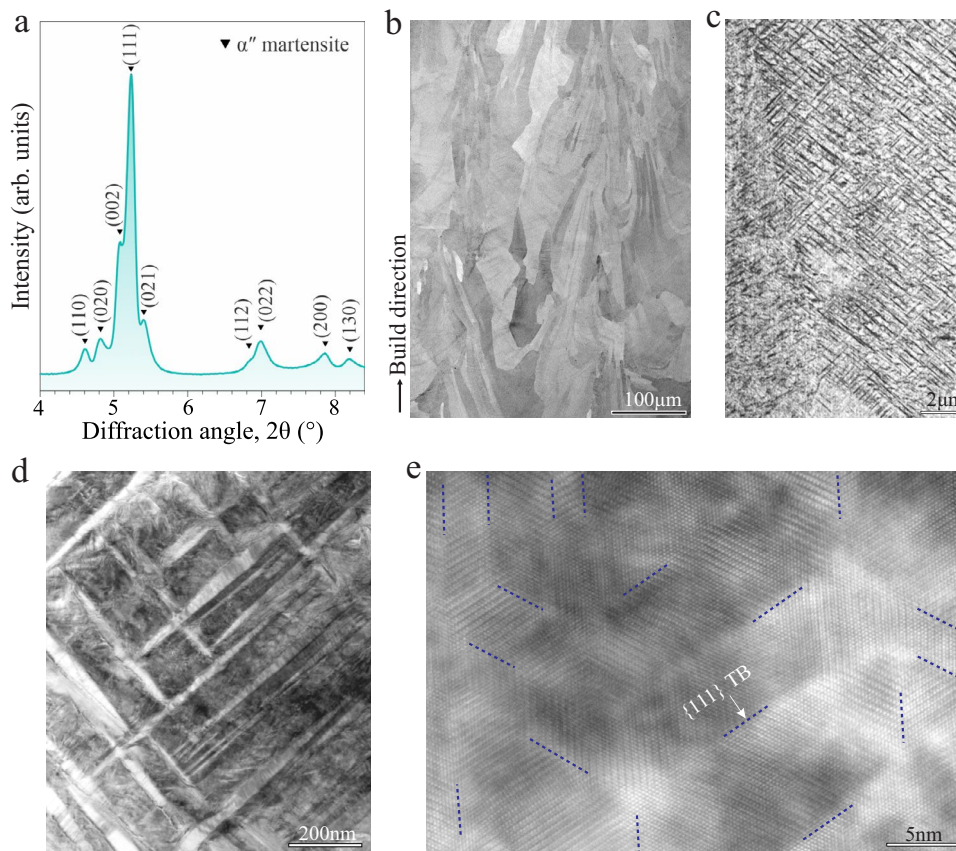 a
▼ α″ martensite
(110)
(020)
(002)
(111)
(021)
(112)
(022)
(200)
(130)
Intensity (arb. units)
4 5 6 7 8
Diffraction angle, 2θ (°)
b
Build direction
100μm
c
2μm
d
200nm
e
{111} TB
5nm